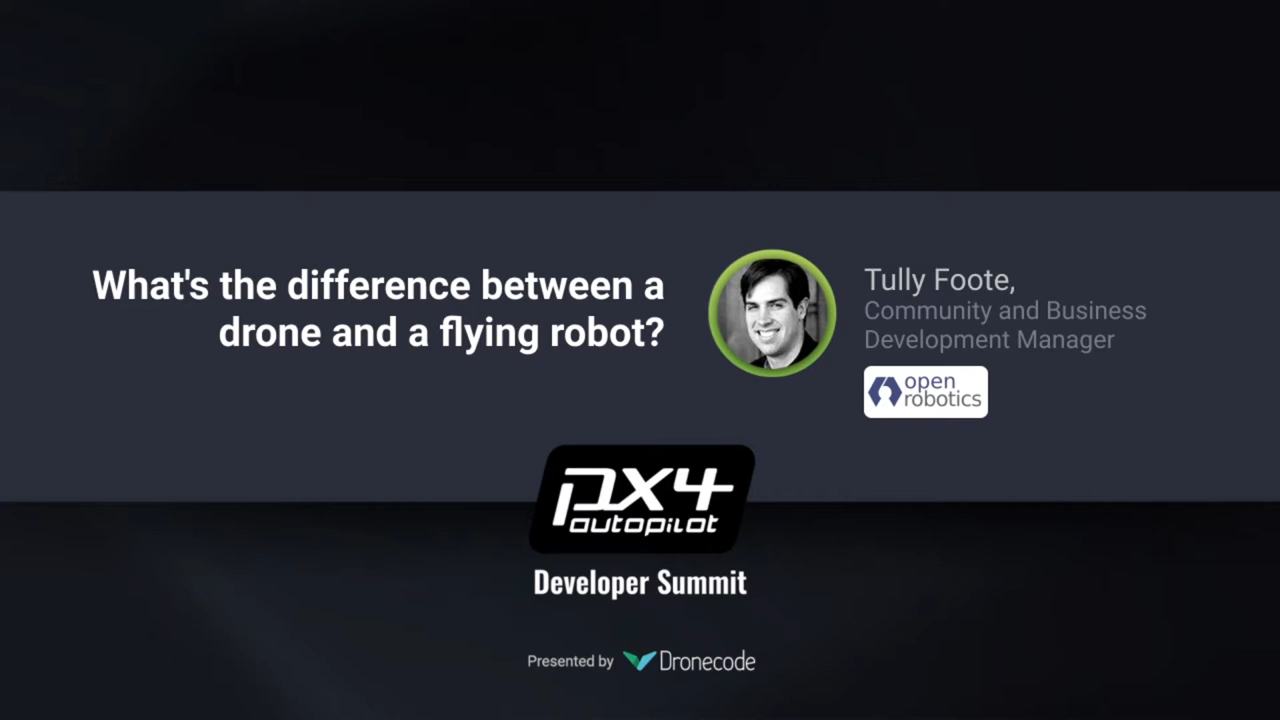 What's the difference between a
drone and a flying robot?
Tully Foote,
Community and Business
Development Manager
open
robotics
px4
autopilot
Developer Summit
Presented by Dronecode